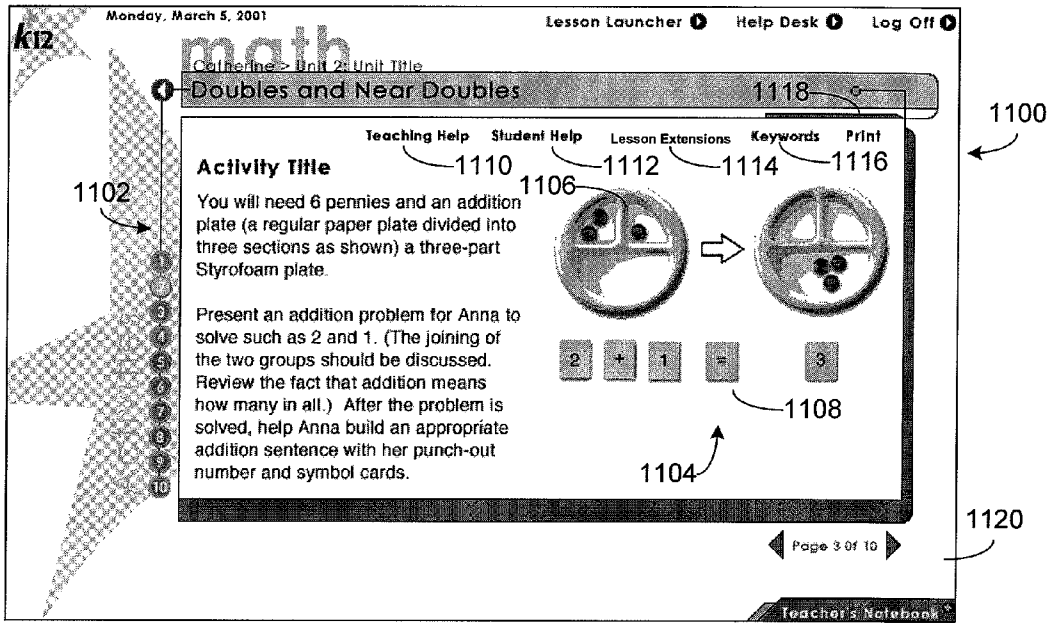 Monday, March 5, 2001
Lesson Launcher Help Desk Log Off
k12
math
Catherine > Unit 2: Unit Title
Doubles and Near Doubles
1118
1100
Teaching Help Student Help Lesson Extensions Keywords Print
1110 1112 1114 1116
Activity Title
1106
1102
You will need 6 pennies and an addition
plate (a regular paper plate divided into
three sections as shown) a three-part
Styrofoam plate.
Present an addition problem for Anna to
solve such as 2 and 1. (The joining of
the two groups should be discussed.
Review the fact that addition means
how many in all.) After the problem is
solved, help Anna build an appropriate
addition sentence with her punch-out
number and symbol cards.
2 + 1 = 3
1108
1104
1
3
4
5
6
7
8
9
10
Page 3 of 10
1120
Teacher's Notebook